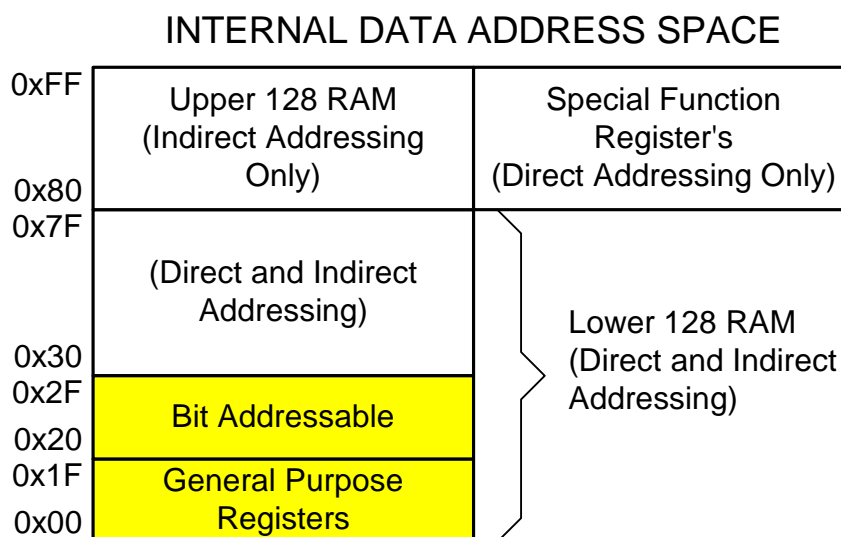 INTERNAL DATA ADDRESS SPACE
0xFF
Upper 128 RAM
(Indirect Addressing
Only)
0x80
Special Function
Register's
(Direct Addressing Only)
0x7F
(Direct and Indirect
Addressing)
0x30
Lower 128 RAM
(Direct and Indirect
Addressing)
0x2F
Bit Addressable
0x20
0x1F
General Purpose
Registers
0x00